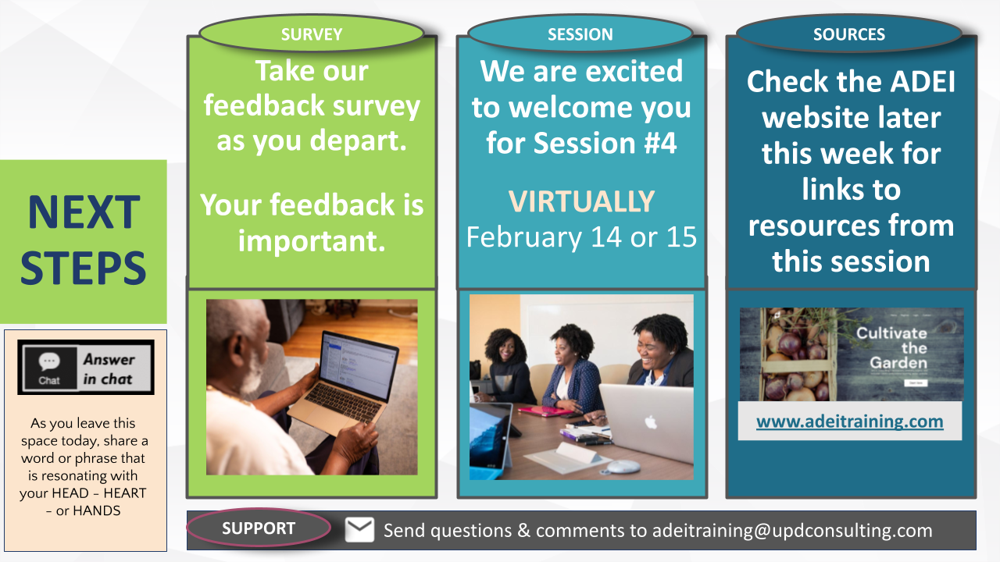 NEXT
STEPS
Chat
Answer
in chat
As you leave this
space today, share a
word or phrase that
is resonating with
your HEAD – HEART
– or HANDS
SURVEY
Take our
feedback survey
as you depart.
Your feedback is
important.
SESSION
We are excited
to welcome you
for Session #4
VIRTUALLY
February 14 or 15
SOURCES
Check the ADEI
website later
this week for
links to
resources from
this session
Cultivate
the
Garden
www.adeitraining.com
SUPPORT
Send questions & comments to adeitraining@updconsulting.com